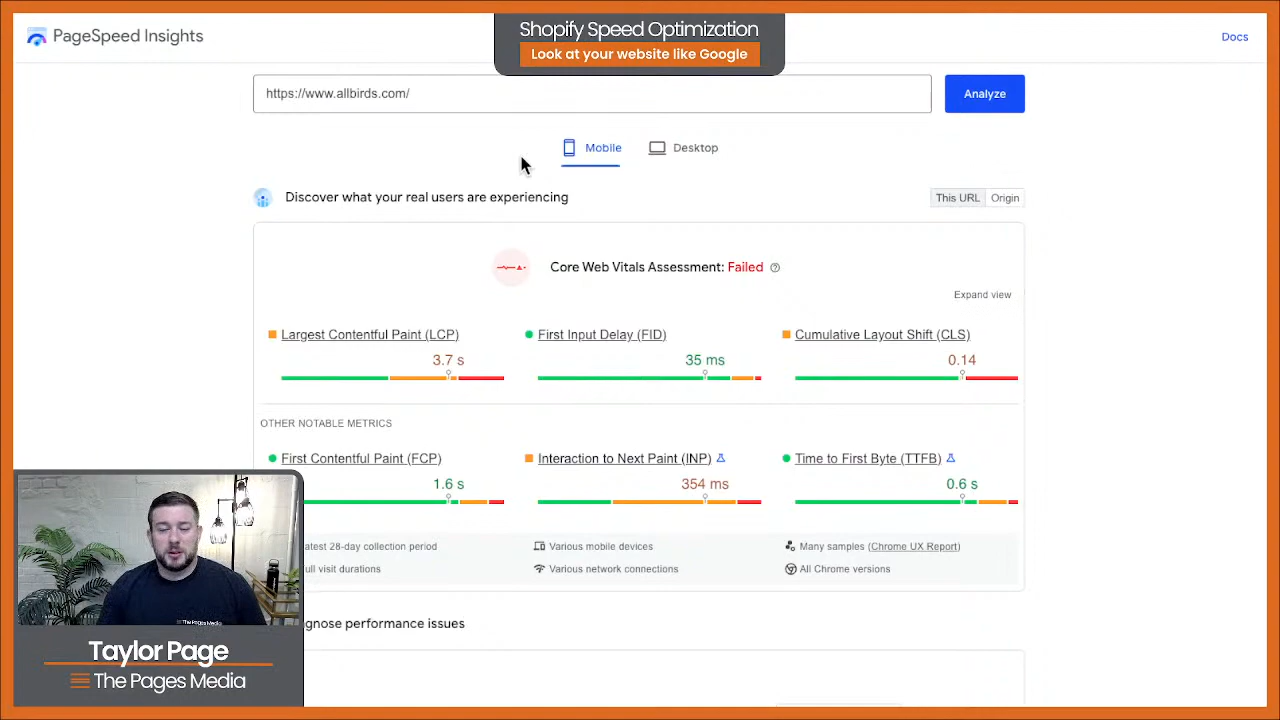 PageSpeed Insights
Shopify Speed Optimization
Look at your website like Google
Docs
https://www.allbirds.com/
Analyze
Mobile
Desktop
Discover what your real users are experiencing
This URL
Origin
Core Web Vitals Assessment: Failed
Expand view
Largest Contentful Paint (LCP)
3.7 s
First Input Delay (FID)
35 ms
Cumulative Layout Shift (CLS)
0.14
OTHER NOTABLE METRICS
First Contentful Paint (FCP)
1.6 s
Interaction to Next Paint (INP)
354 ms
Time to First Byte (TTFB)
0.6 s
atest 28-day collection period
Various mobile devices
Many samples (Chrome UX Report)
ull visit durations
Various network connections
All Chrome versions
gnose performance issues
The Pages Media
Taylor Page
The Pages Media